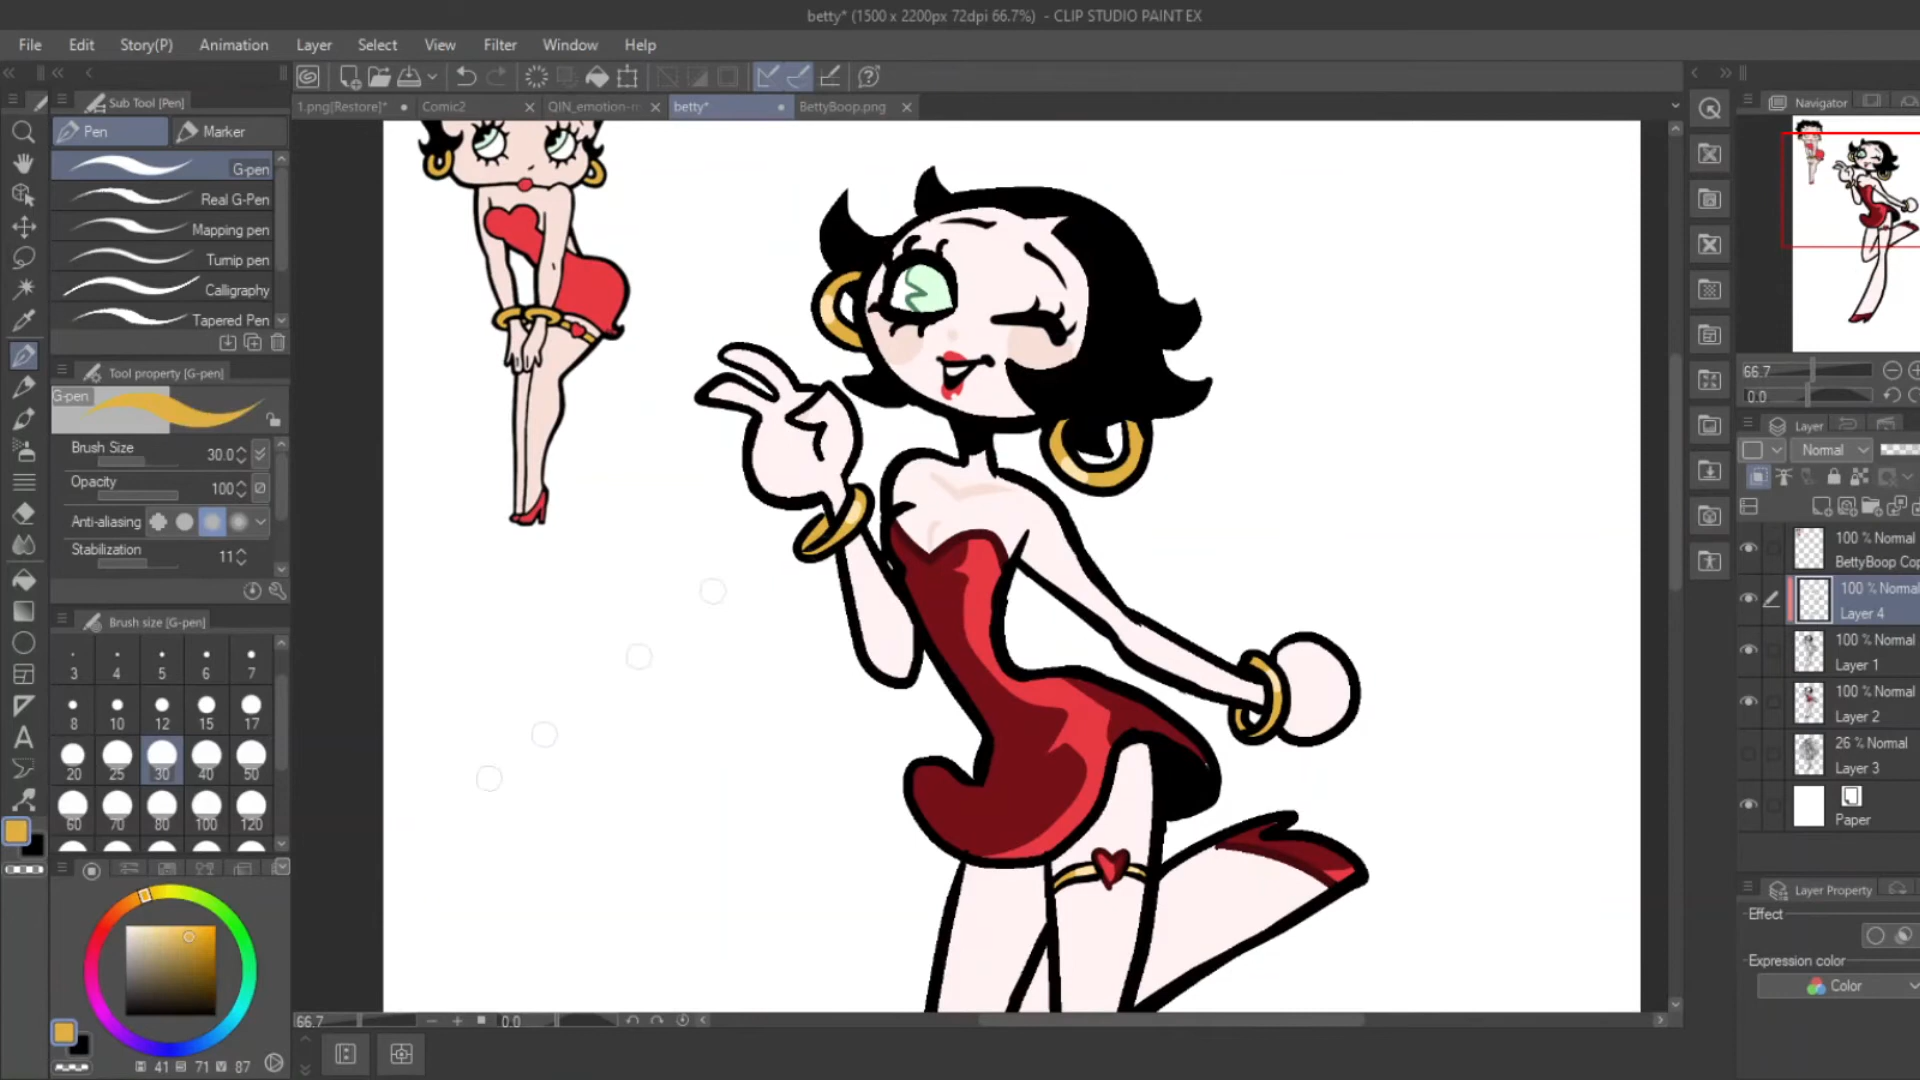 betty* (1500 x 2200px 72dpi 66.7%) - CLIP STUDIO PAINT EX
File Edit Story(P) Animation Layer Select View Filter Window Help
Sub Tool [Pen]
1.png[Restore]* Comic2 QIN_emotion-m betty* BettyBoop.png
Navigator
Pen Marker
G-pen
Real G-Pen
Mapping pen
Turnip pen
Calligraphy
Tapered Pen
Tool property [G-pen]
G-pen
Brush Size 30.0
Opacity 100
Anti-aliasing
Stabilization 11
Brush size [G-pen]
3 4 5 6 7
8 10 12 15 17
20 25 30 40 50
60 70 80 100 120
41 71 87
66.7 0.0
66.7
0.0
Layer
Normal
100 % Normal
BettyBoop Cop
100 % Normal
Layer 4
100 % Normal
Layer 1
100 % Normal
Layer 2
26 % Normal
Layer 3
Paper
Layer Property
Effect
Expression color
Color